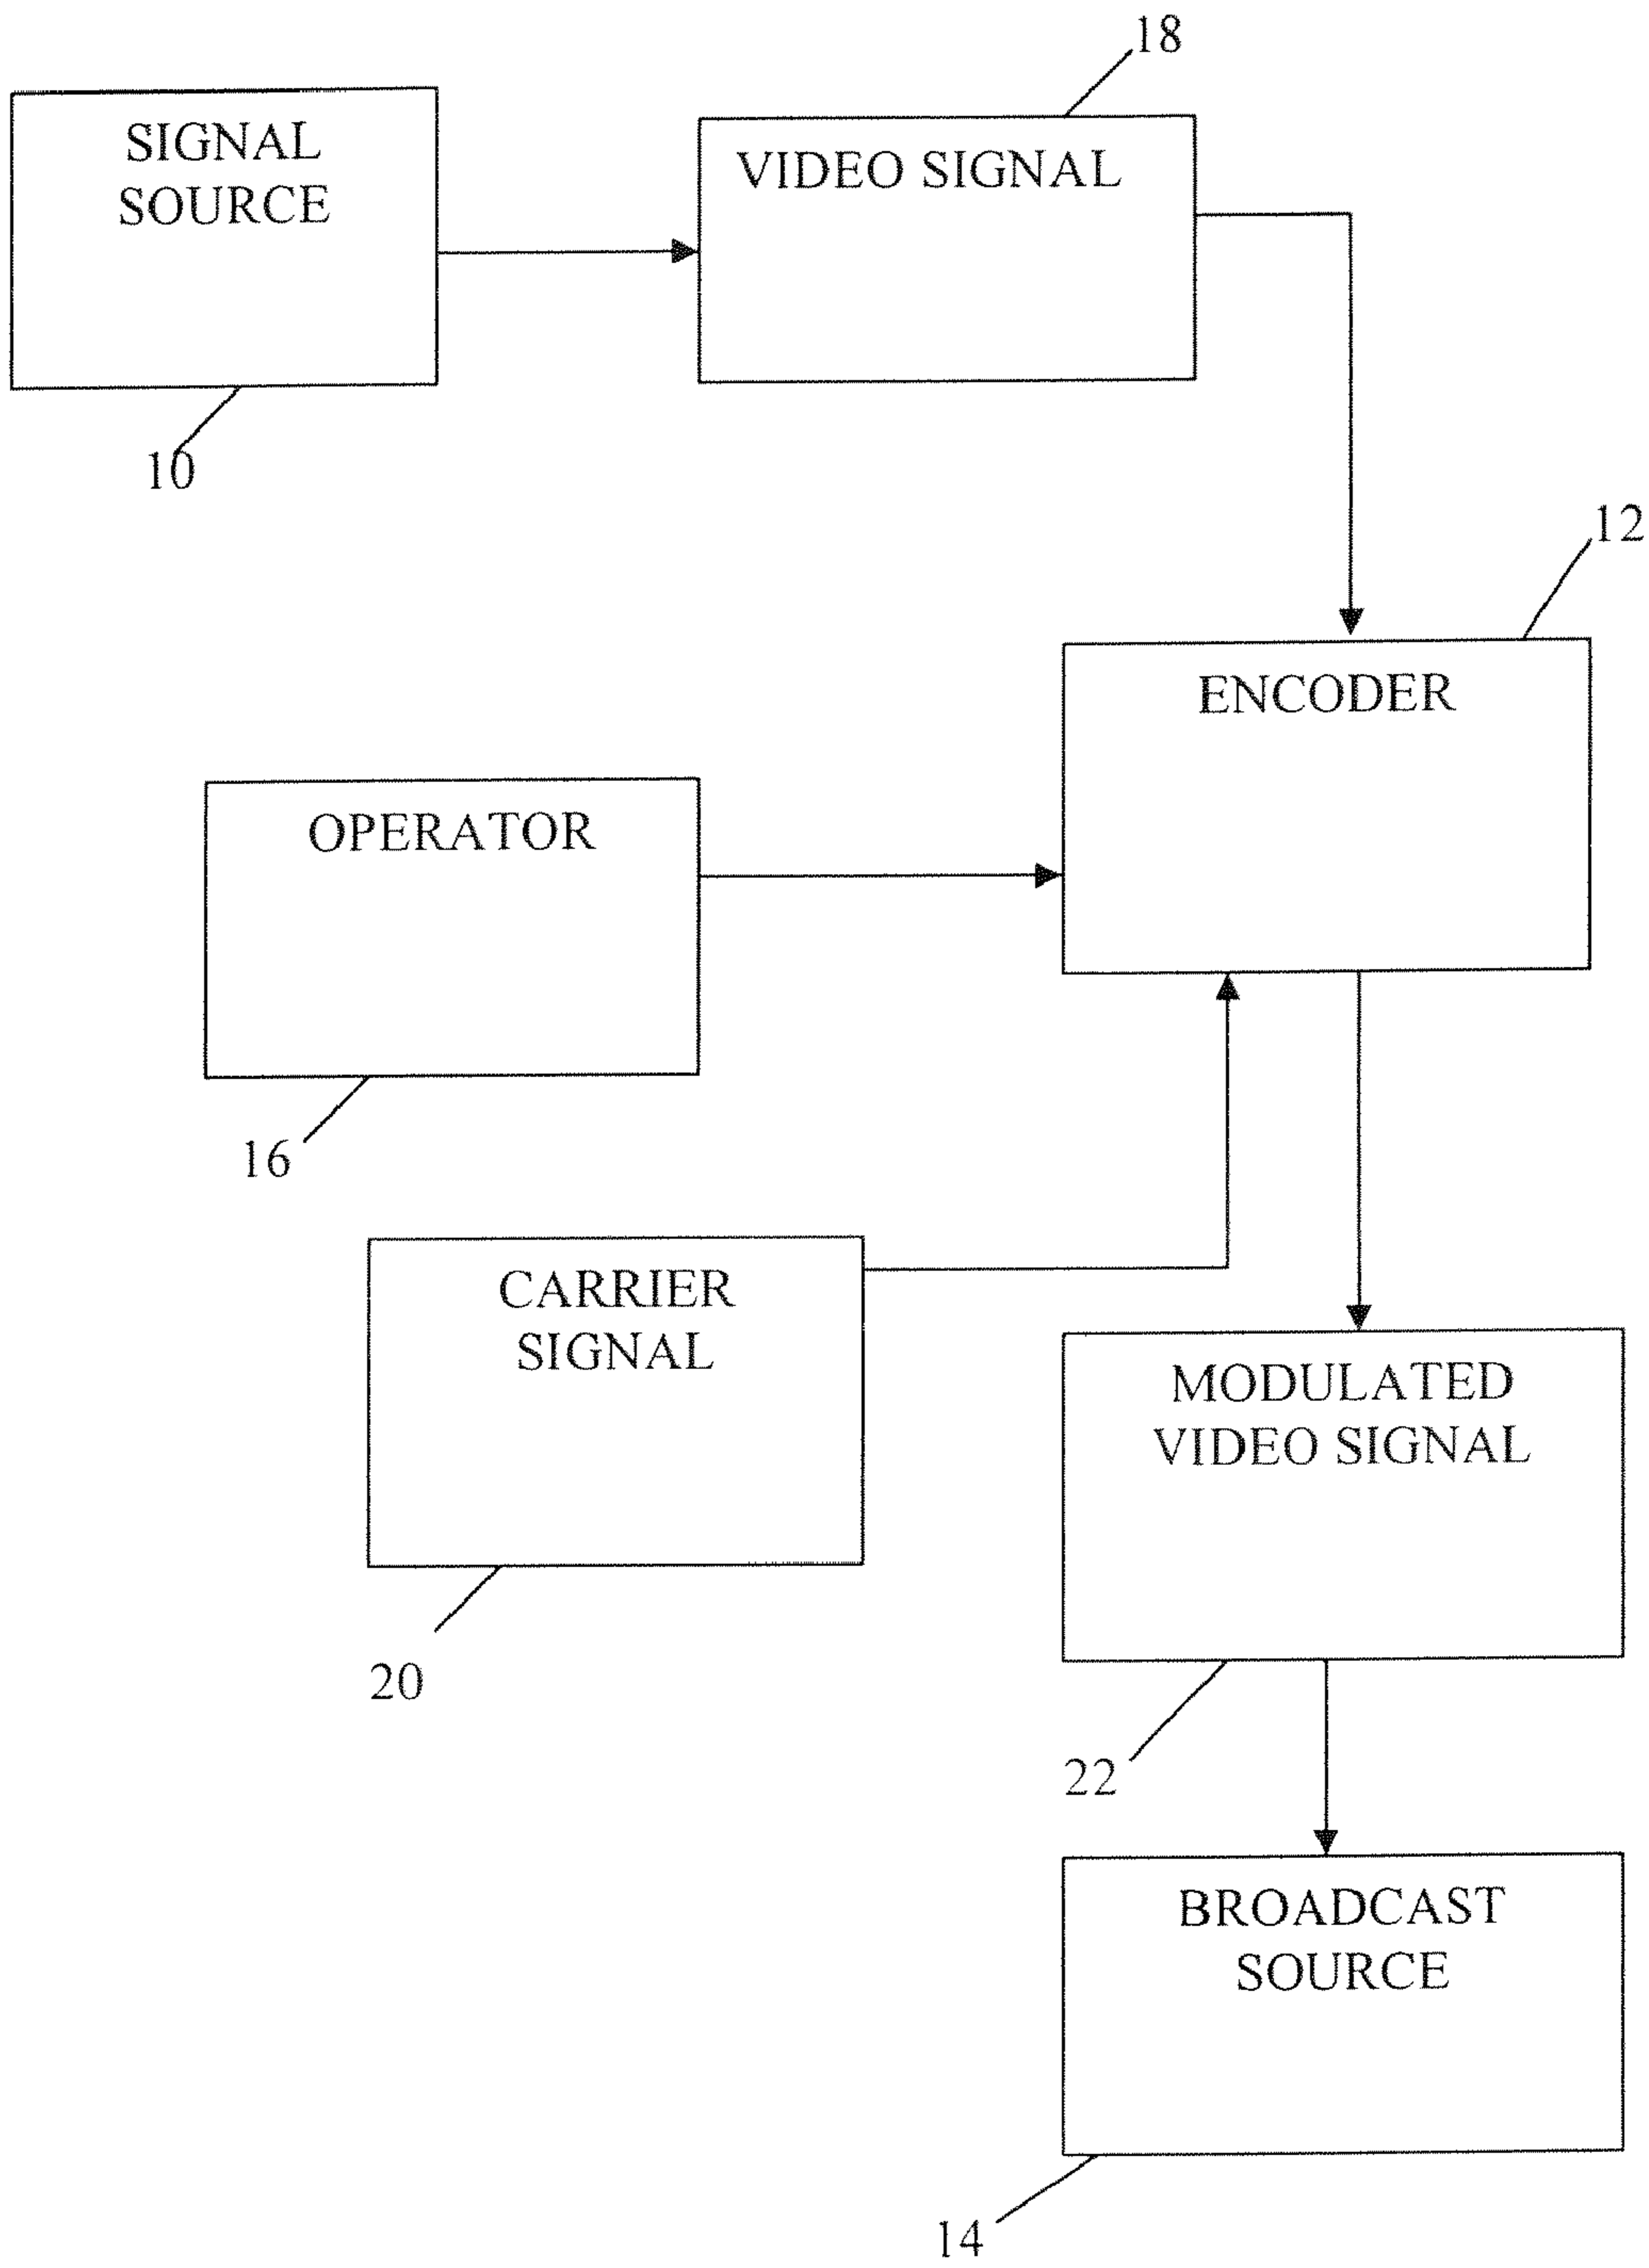 18
SIGNAL
SOURCE
VIDEO SIGNAL
10
12
ENCODER
OPERATOR
16
CARRIER
SIGNAL
MODULATED
VIDEO SIGNAL
20
22
BROADCAST
SOURCE
14